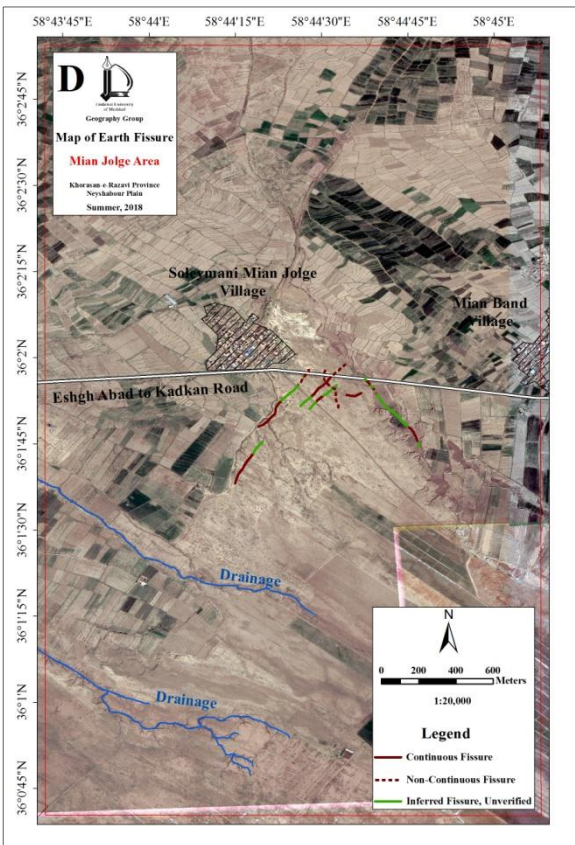 58°43'45"E 58°44'E 58°44'15"E 58°44'30"E 58°44'45"E 58°45'E
36°2'45"N
36°2'30"N
36°2'15"N
36°2'N
36°1'45"N
36°1'30"N
36°1'15"N
36°1'N
36°0'45"N
D
Geography Group
Map of Earth Fissure
Mian Jolge Area
Khorasan-e-Razavi Province
Neyshabour Plain
Summer, 2018
Soleymani Mian Jolge
Village
Mian Band
Village
Eshgh Abad to Kadkan Road
Drainage
Drainage
N
0 200 400 600
Meters
1:20,000
Legend
Continuous Fissure
Non-Continuous Fissure
Inferred Fissure, Unverified